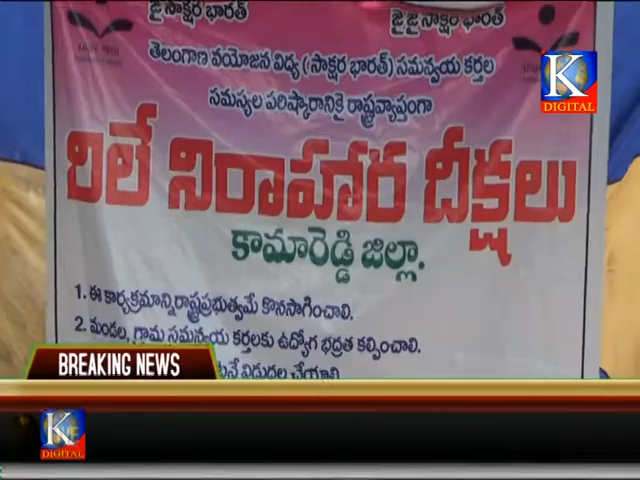 జై సాక్షర భారత్
జై జై సాక్షర భారత్
తెలంగాణ వయోజన విద్య (సాక్షర భారత్) సమన్వయ కర్తల
సమస్యల పరిష్కారానికై రాష్ట్రవ్యాప్తంగా
రిలే నిరాహార దీక్షలు
కామారెడ్డి జిల్లా.
1. ఈ కార్యక్రమాన్ని రాష్ట్రప్రభుత్వమే కొనసాగించాలి.
2. మండల, గ్రామ సమన్వయ కర్తలకు ఉద్యోగ భద్రత కల్పించాలి.
విడుదల చేయాలి
K
DIGITAL
BREAKING NEWS
K
DIGITAL